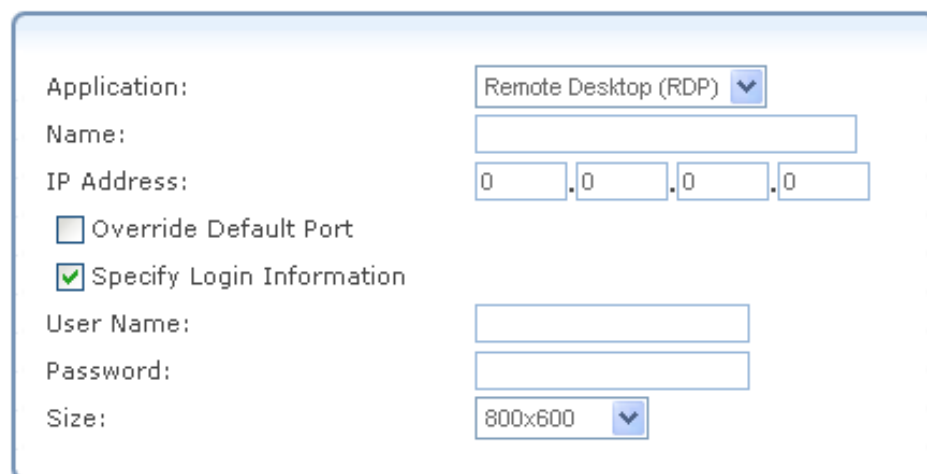 Application: Remote Desktop (RDP)
Name:
IP Address: 0 .0 .0 .0
Override Default Port
Specify Login Information
User Name:
Password:
Size: 800x600